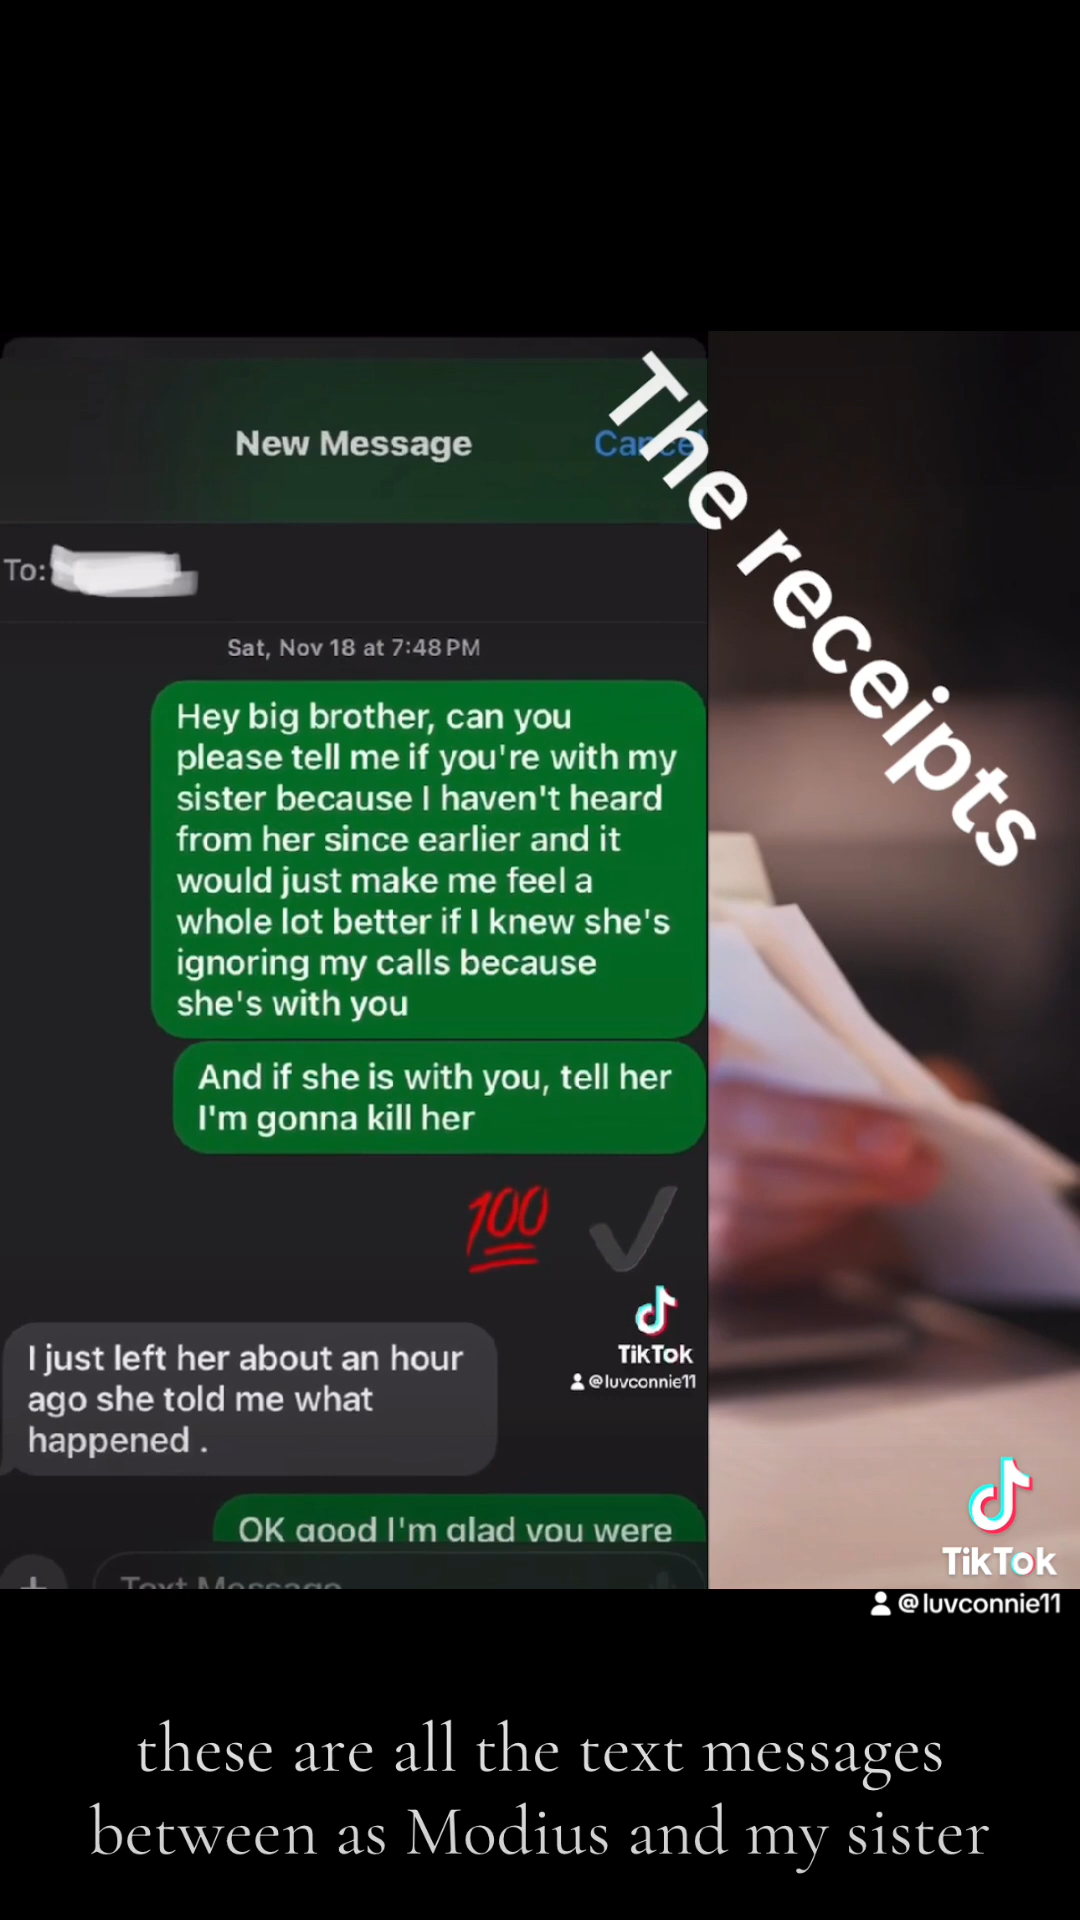 The receipts
New Message
Cancel
To:
Sat, Nov 18 at 7:48 PM
Hey big brother, can you
please tell me if you're with my
sister because I haven't heard
from her since earlier and it
would just make me feel a
whole lot better if I knew she's
ignoring my calls because
she's with you
And if she is with you, tell her
I'm gonna kill her
💯 ✔
TikTok
@luvconnie11
I just left her about an hour
ago she told me what
happened .
OK good I'm glad you were
Text Message
TikTok
@luvconnie11
these are all the text messages
between as Modius and my sister